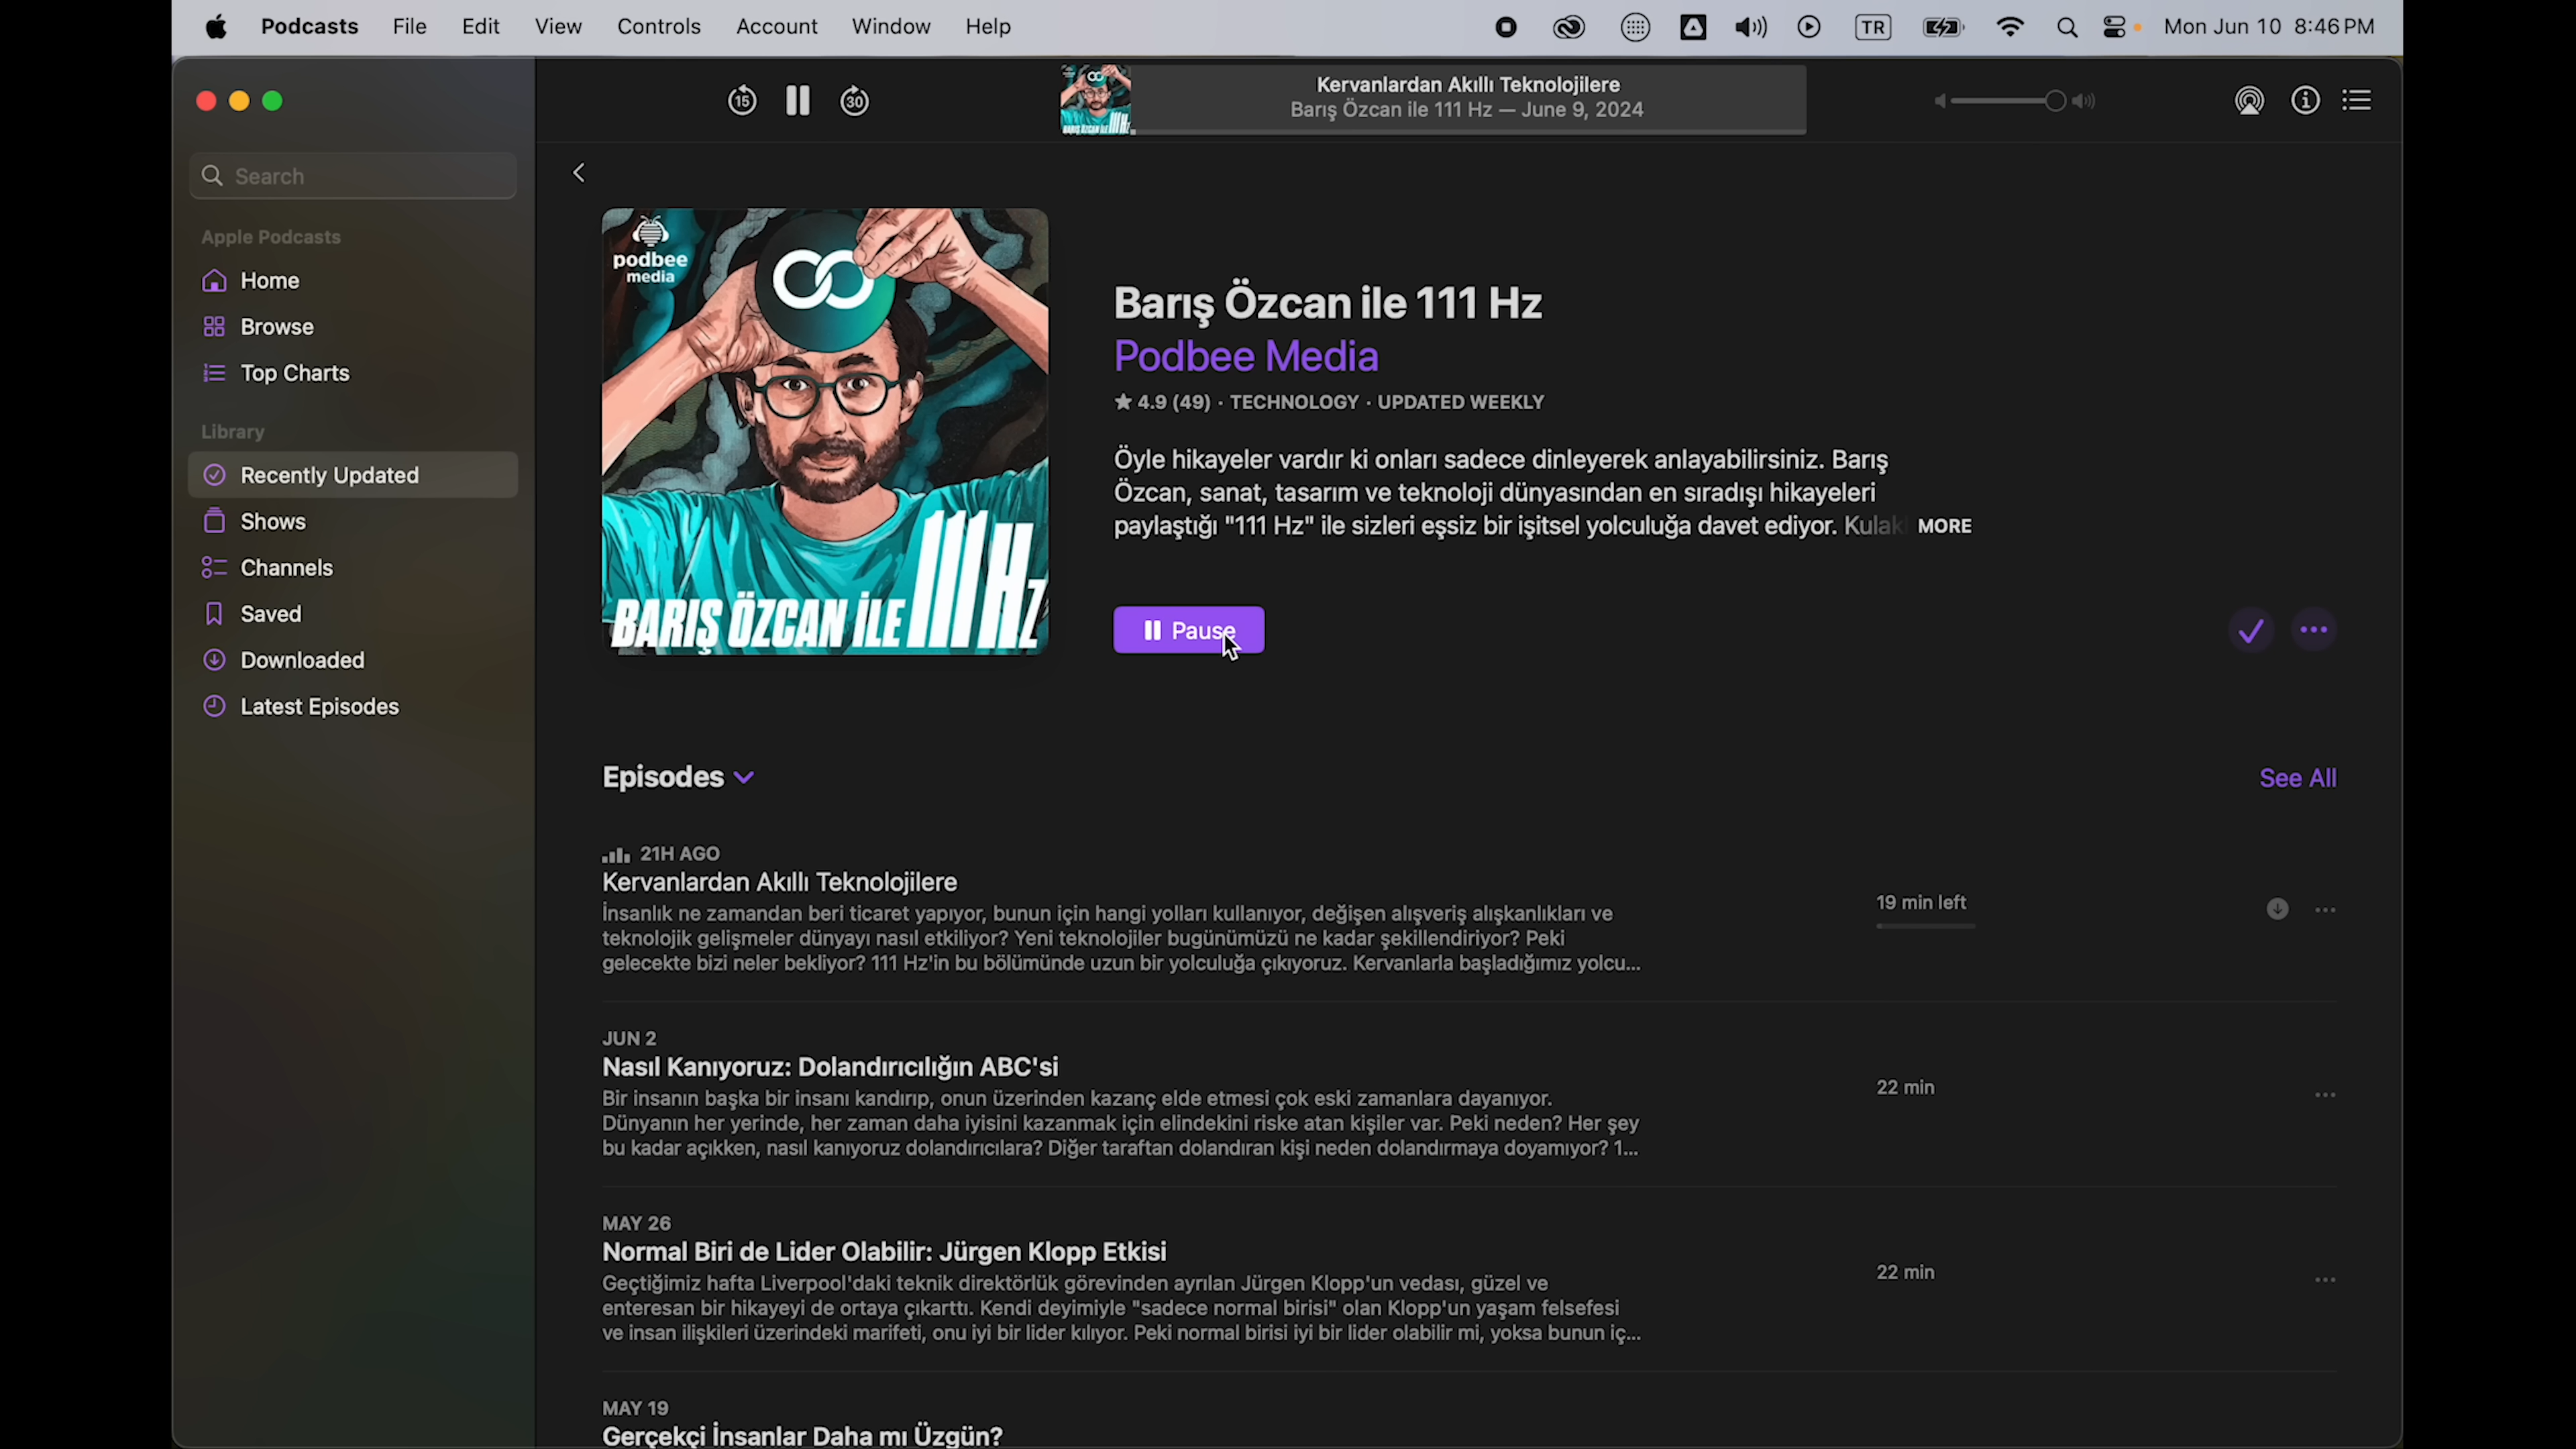 Podcasts File Edit View Controls Account Window Help TR Mon Jun 10 8:46 PM
15 30
Kervanlardan Akıllı Teknolojilere
Barış Özcan ile 111 Hz — June 9, 2024
BARIŞ ÖZCAN İLE 111 Hz
Search
Apple Podcasts
Home
Browse
Top Charts
Library
Recently Updated
Shows
Channels
Saved
Downloaded
Latest Episodes
podbee
media
BARIŞ ÖZCAN İLE 111 Hz
Barış Özcan ile 111 Hz
Podbee Media
★ 4.9 (49) · TECHNOLOGY · UPDATED WEEKLY
Öyle hikayeler vardır ki onları sadece dinleyerek anlayabilirsiniz. Barış
Özcan, sanat, tasarım ve teknoloji dünyasından en sıradışı hikayeleri
paylaştığı "111 Hz" ile sizleri eşsiz bir işitsel yolculuğa davet ediyor. Kulak MORE
Pause
Episodes
See All
21H AGO
Kervanlardan Akıllı Teknolojilere
İnsanlık ne zamandan beri ticaret yapıyor, bunun için hangi yolları kullanıyor, değişen alışveriş alışkanlıkları ve
teknolojik gelişmeler dünyayı nasıl etkiliyor? Yeni teknolojiler bugünümüzü ne kadar şekillendiriyor? Peki
gelecekte bizi neler bekliyor? 111 Hz'in bu bölümünde uzun bir yolculuğa çıkıyoruz. Kervanlarla başladığımız yolcu...
19 min left
JUN 2
Nasıl Kanıyoruz: Dolandırıcılığın ABC'si
Bir insanın başka bir insanı kandırıp, onun üzerinden kazanç elde etmesi çok eski zamanlara dayanıyor.
Dünyanın her yerinde, her zaman daha iyisini kazanmak için elindekini riske atan kişiler var. Peki neden? Her şey
bu kadar açıkken, nasıl kanıyoruz dolandırıcılara? Diğer taraftan dolandıran kişi neden dolandırmaya doyamıyor? 1...
22 min
MAY 26
Normal Biri de Lider Olabilir: Jürgen Klopp Etkisi
Geçtiğimiz hafta Liverpool'daki teknik direktörlük görevinden ayrılan Jürgen Klopp'un vedası, güzel ve
enteresan bir hikayeyi de ortaya çıkarttı. Kendi deyimiyle "sadece normal birisi" olan Klopp'un yaşam felsefesi
ve insan ilişkileri üzerindeki marifeti, onu iyi bir lider kılıyor. Peki normal birisi iyi bir lider olabilir mi, yoksa bunun iç...
22 min
MAY 19
Gerçekçi İnsanlar Daha mı Üzgün?